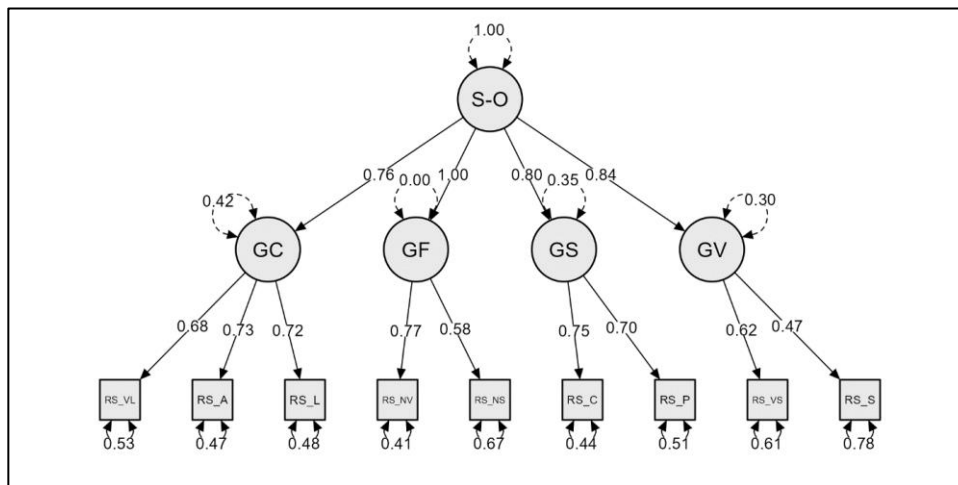 1.00
S-O
0.76
1.00
0.80
0.84
0.42
0.00
0.35
0.30
GC
GF
GS
GV
0.68
0.73
0.72
0.77
0.58
0.75
0.70
0.62
0.47
RS_VL
RS_A
RS_L
RS_NV
RS_NS
RS_C
RS_P
RS_VS
RS_S
0.53
0.47
0.48
0.41
0.67
0.44
0.51
0.61
0.78